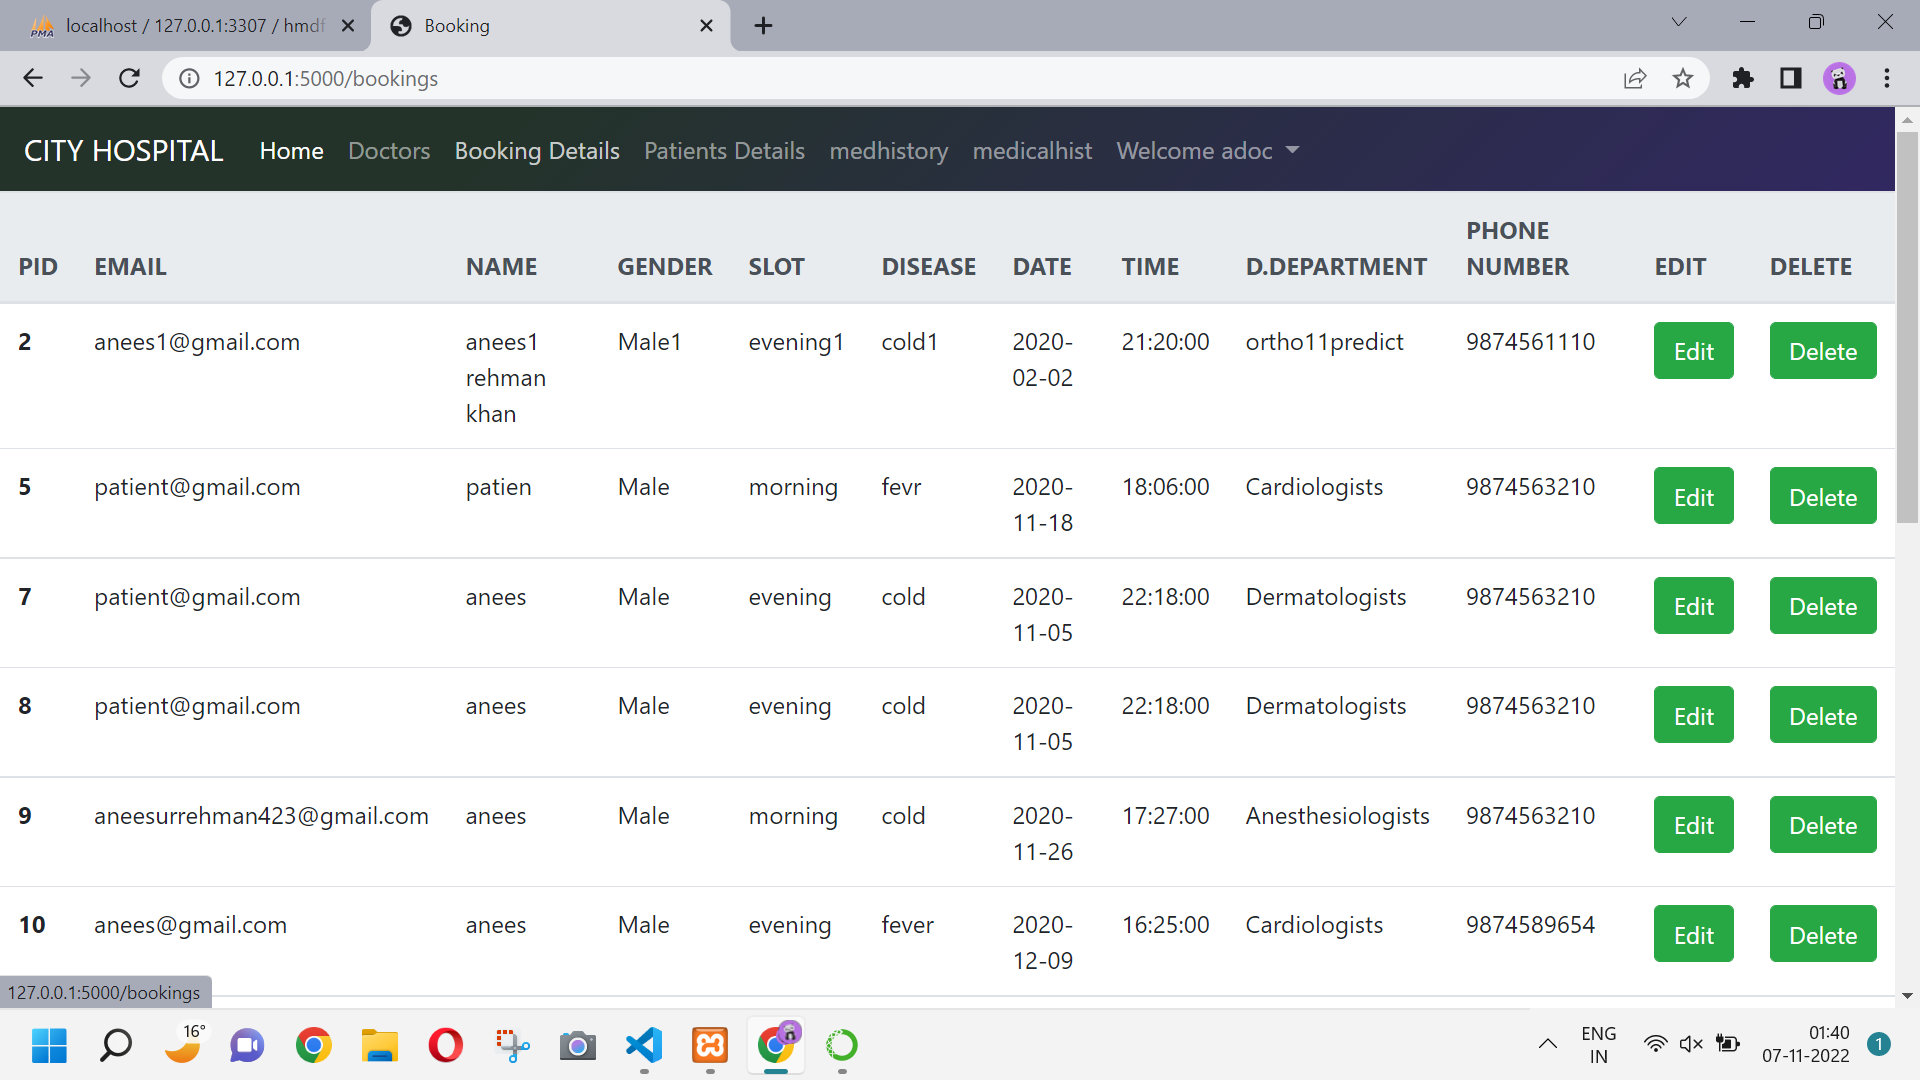 localhost / 127.0.0.1:3307 / hmdf
Booking
127.0.0.1:5000/bookings
CITY HOSPITAL Home Doctors Booking Details Patients Details medhistory medicalhist Welcome adoc
PID EMAIL NAME GENDER SLOT DISEASE DATE TIME D.DEPARTMENT PHONE NUMBER EDIT DELETE
2 anees1@gmail.com anees1 rehman khan Male1 evening1 cold1 2020-02-02 21:20:00 ortho11predict 9874561110 Edit Delete
5 patient@gmail.com patien Male morning fevr 2020-11-18 18:06:00 Cardiologists 9874563210 Edit Delete
7 patient@gmail.com anees Male evening cold 2020-11-05 22:18:00 Dermatologists 9874563210 Edit Delete
8 patient@gmail.com anees Male evening cold 2020-11-05 22:18:00 Dermatologists 9874563210 Edit Delete
9 aneesurrehman423@gmail.com anees Male morning cold 2020-11-26 17:27:00 Anesthesiologists 9874563210 Edit Delete
10 anees@gmail.com anees Male evening fever 2020-12-09 16:25:00 Cardiologists 9874589654 Edit Delete
127.0.0.1:5000/bookings
PMA
16°
ENG
IN
01:40
07-11-2022
1